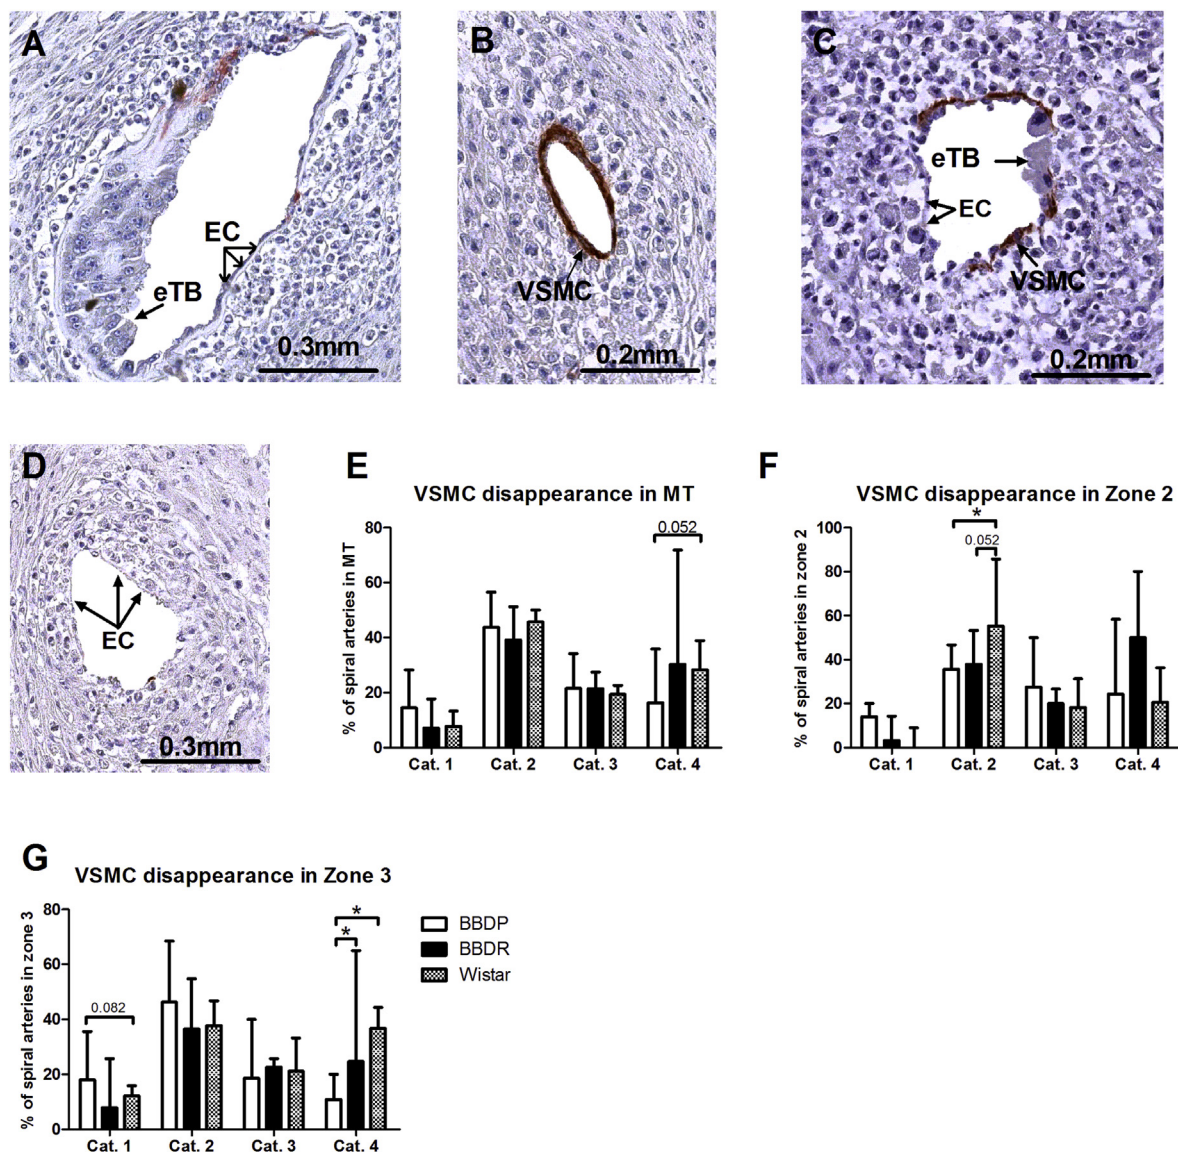 A
EC
eTB
0.3mm
B
VSMC
0.2mm
C
eTB
EC
VSMC
0.2mm
D
EC
0.3mm
E
VSMC disappearance in MT
% of spiral arteries in MT
80
60
40
20
0
0.052
Cat. 1 Cat. 2 Cat. 3 Cat. 4
F
VSMC disappearance in Zone 2
% of spiral arteries in zone 2
100
80
60
40
20
0
*
0.052
Cat. 1 Cat. 2 Cat. 3 Cat. 4
G
VSMC disappearance in Zone 3
% of spiral arteries in zone 3
80
60
40
20
0
0.082
*
*
Cat. 1 Cat. 2 Cat. 3 Cat. 4
BBDP
BBDR
Wistar